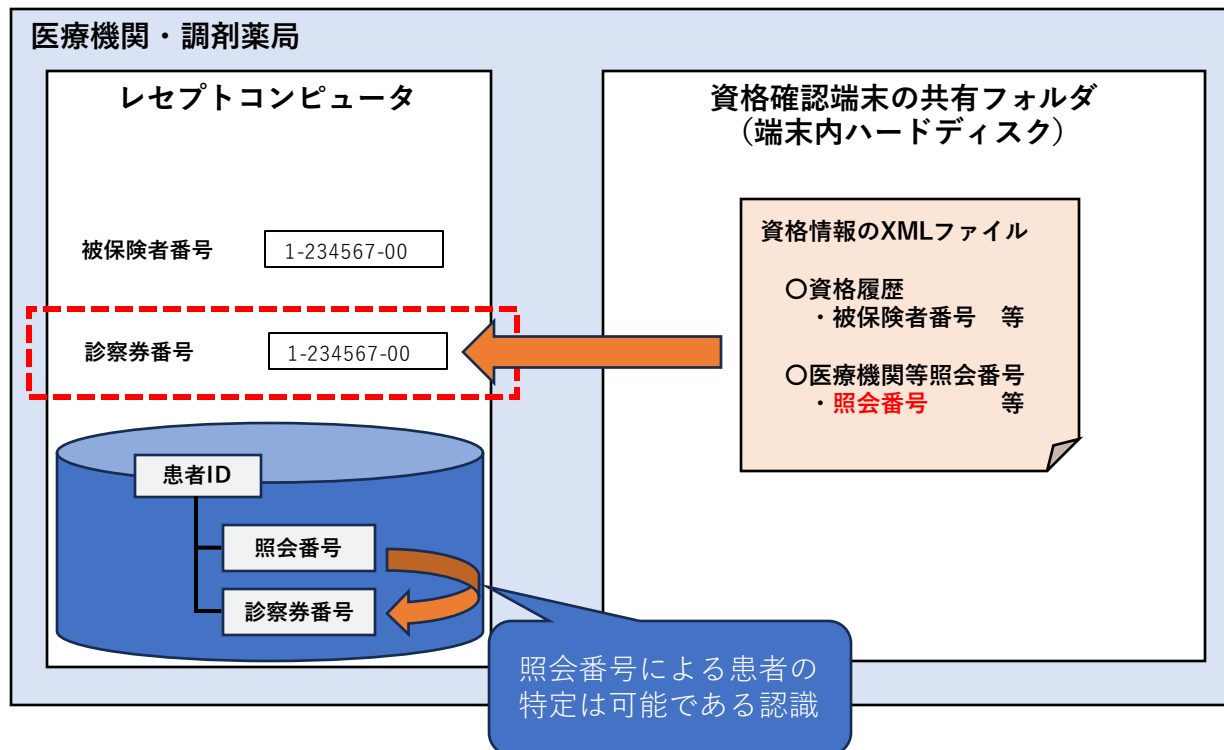 医療機関・調剤薬局
レセプトコンピュータ
被保険者番号
1-234567-00
診察券番号
1-234567-00
患者ID
照会番号
診察券番号
照会番号による患者の
特定は可能である認識
資格確認端末の共有フォルダ
（端末内ハードディスク）
資格情報のXMLファイル
〇資格履歴
・被保険者番号　等
〇医療機関等照会番号
・照会番号　　　等